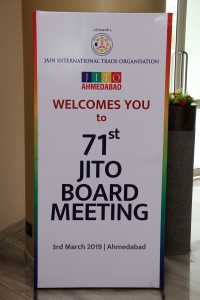 JAIN INTERNATIONAL TRADE ORGANISATION
JITO
AHMEDABAD
WELCOMES YOU
to
71st
JITO
BOARD
MEETING
3rd March 2019 | Ahmedabad